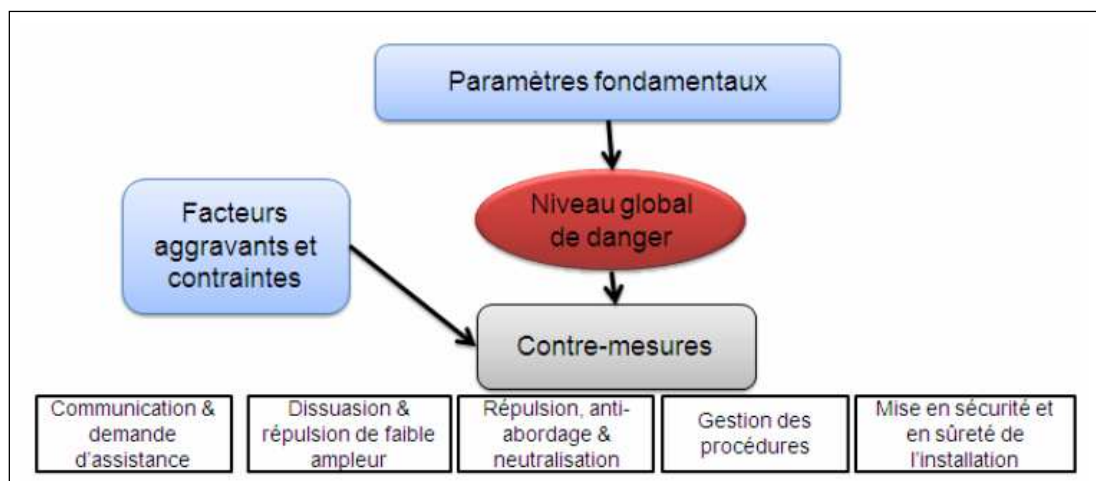 Paramètres fondamentaux
Niveau global
de danger
Facteurs
aggravants et
contraintes
Contre-mesures
Communication &
demande
d'assistance
Dissuasion &
répulsion de faible
ampleur
Répulsion, anti-
abordage &
neutralisation
Gestion des
procédures
Mise en sécurité et
en sûreté de
l'installation